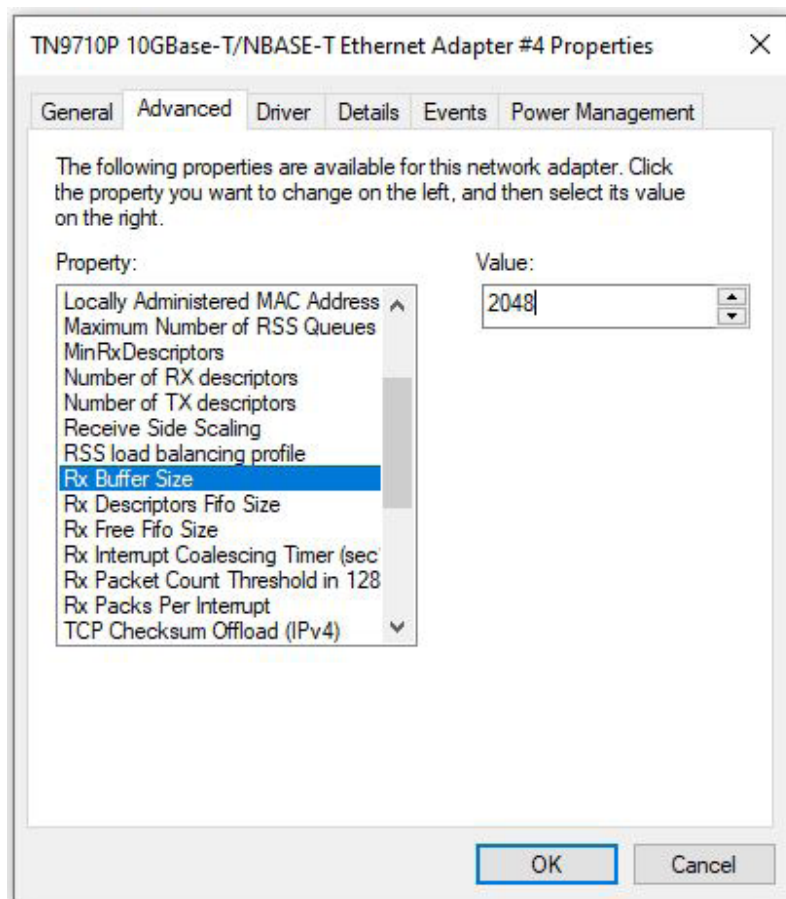 TN9710P 10GBase-T/NBASE-T Ethernet Adapter #4 Properties
General Advanced Driver Details Events Power Management
The following properties are available for this network adapter. Click
the property you want to change on the left, and then select its value
on the right.
Property:
Value:
Locally Administered MAC Address
2048
Maximum Number of RSS Queues
MinRxDescriptors
Number of RX descriptors
Number of TX descriptors
Receive Side Scaling
RSS load balancing profile
Rx Buffer Size
Rx Descriptors Fifo Size
Rx Free Fifo Size
Rx Interrupt Coalescing Timer (sec
Rx Packet Count Threshold in 128
Rx Packs Per Interrupt
TCP Checksum Offload (IPv4)
OK Cancel